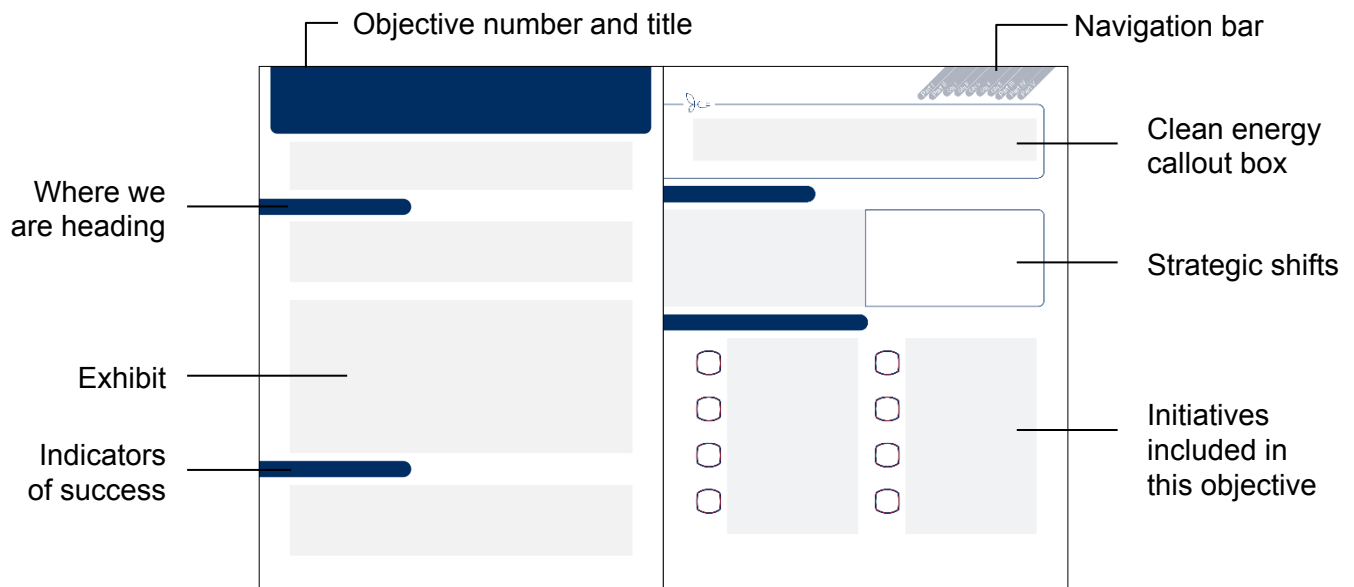 Objective number and title
Navigation bar
Clean energy
callout box
Where we
are heading
Strategic shifts
Exhibit
Initiatives
included in
this objective
Indicators
of success